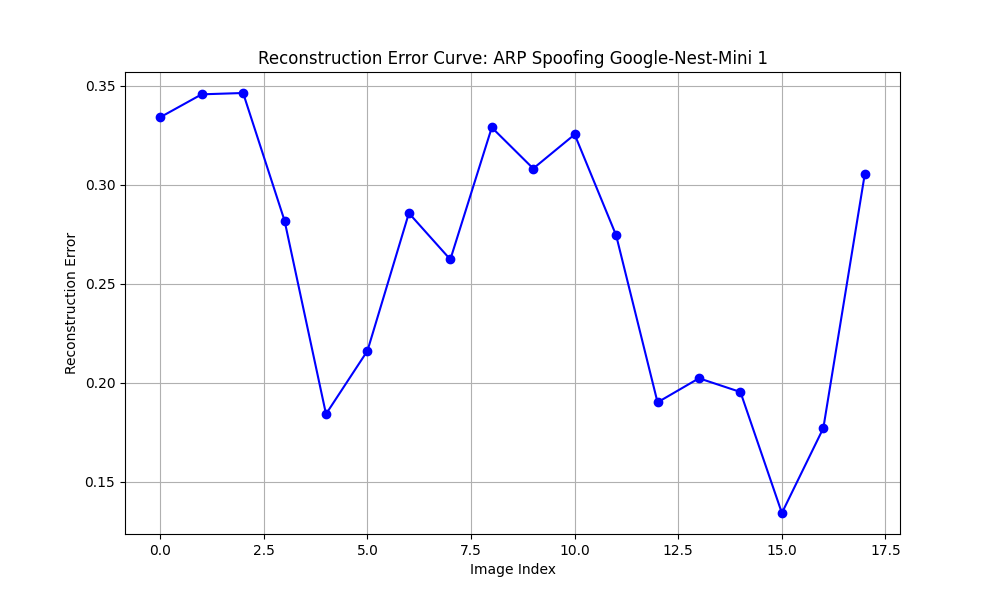 Reconstruction Error Curve: ARP Spoofing Google-Nest-Mini 1
Reconstruction Error
0.35
0.30
0.25
0.20
0.15
0.0 2.5 5.0 7.5 10.0 12.5 15.0 17.5
Image Index